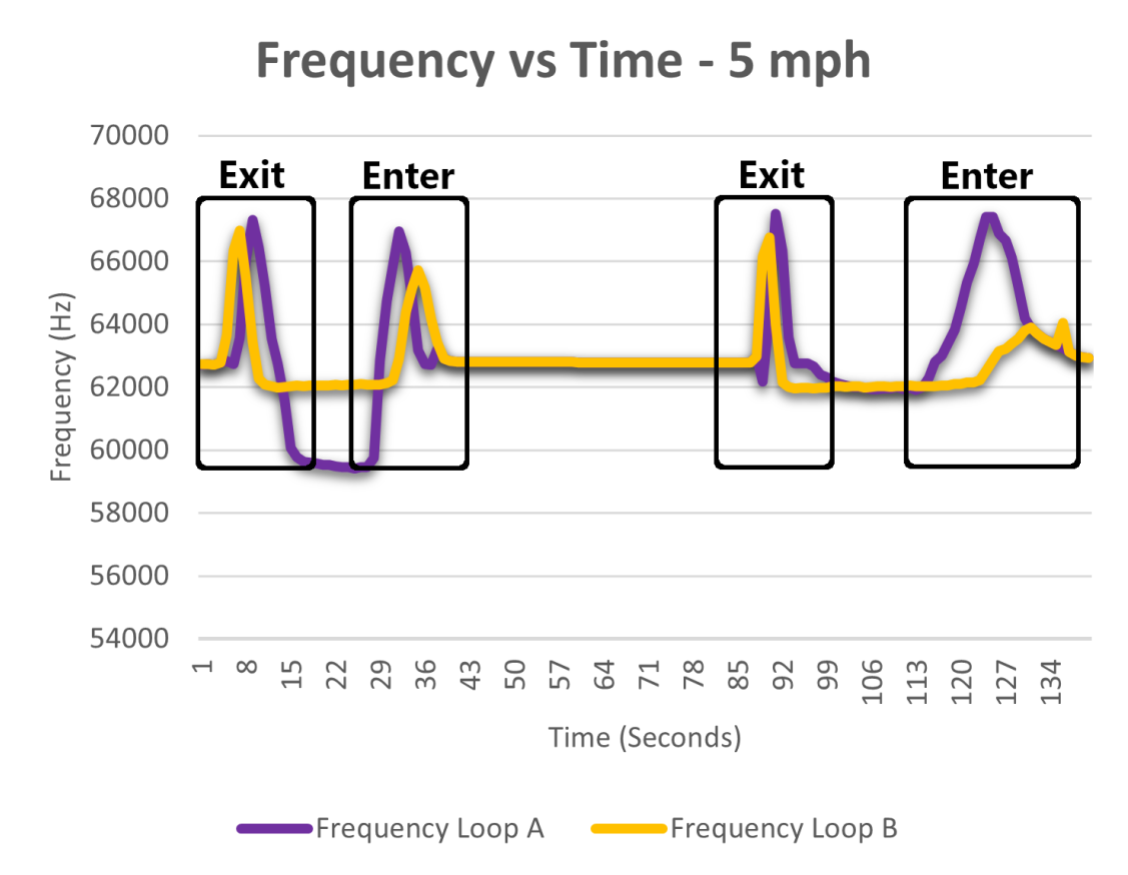 Frequency vs Time - 5 mph
70000
Exit Enter Exit Enter
68000
66000
64000
62000
60000
58000
56000
54000
Frequency (Hz)
1 8 15 22 29 36 43 50 57 64 71 78 85 92 99 106 113 120 127 134
Time (Seconds)
Frequency Loop A Frequency Loop B